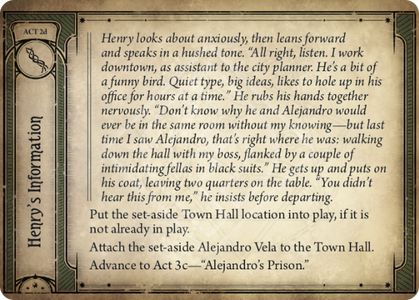 ACT 2d
Henry's Information
Henry looks about anxiously, then leans forward
and speaks in a hushed tone. “All right, listen. I work
downtown, as assistant to the city planner. He’s a bit of
a funny bird. Quiet type, big ideas, likes to hole up in his
office for hours at a time.” He rubs his hands together
nervously. “Don’t know why he and Alejandro would
ever be in the same room without my knowing—but last
time I saw Alejandro, that’s right where he was: walking
down the hall with my boss, flanked by a couple of
intimidating fellas in black suits.” He gets up and puts on
his coat, leaving two quarters on the table. “You didn’t
hear this from me,” he insists before departing.
Put the set-aside Town Hall location into play, if it is
not already in play.
Attach the set-aside Alejandro Vela to the Town Hall.
Advance to Act 3c—“Alejandro’s Prison.”